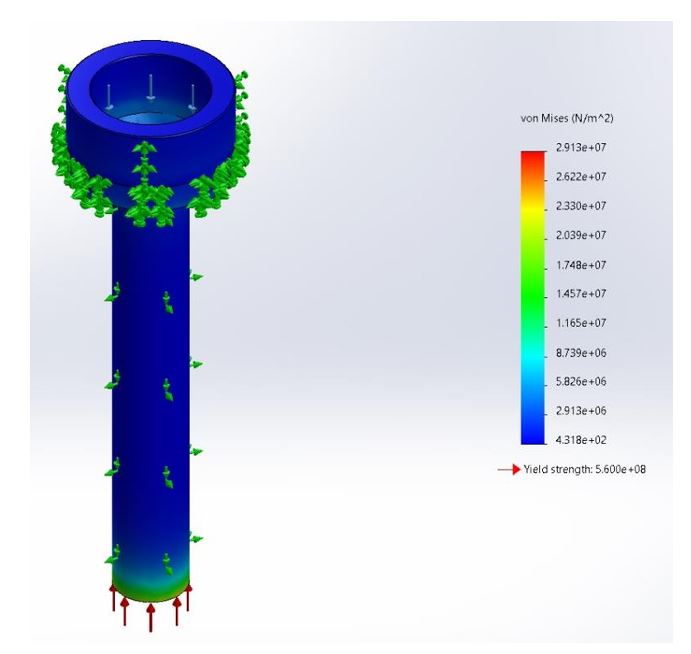 von Mises (N/m^2)
2.913e+07
2.622e+07
2.330e+07
2.039e+07
1.748e+07
1.457e+07
1.165e+07
8.739e+06
5.826e+06
2.913e+06
4.318e+02
Yield strength: 5.600e+08